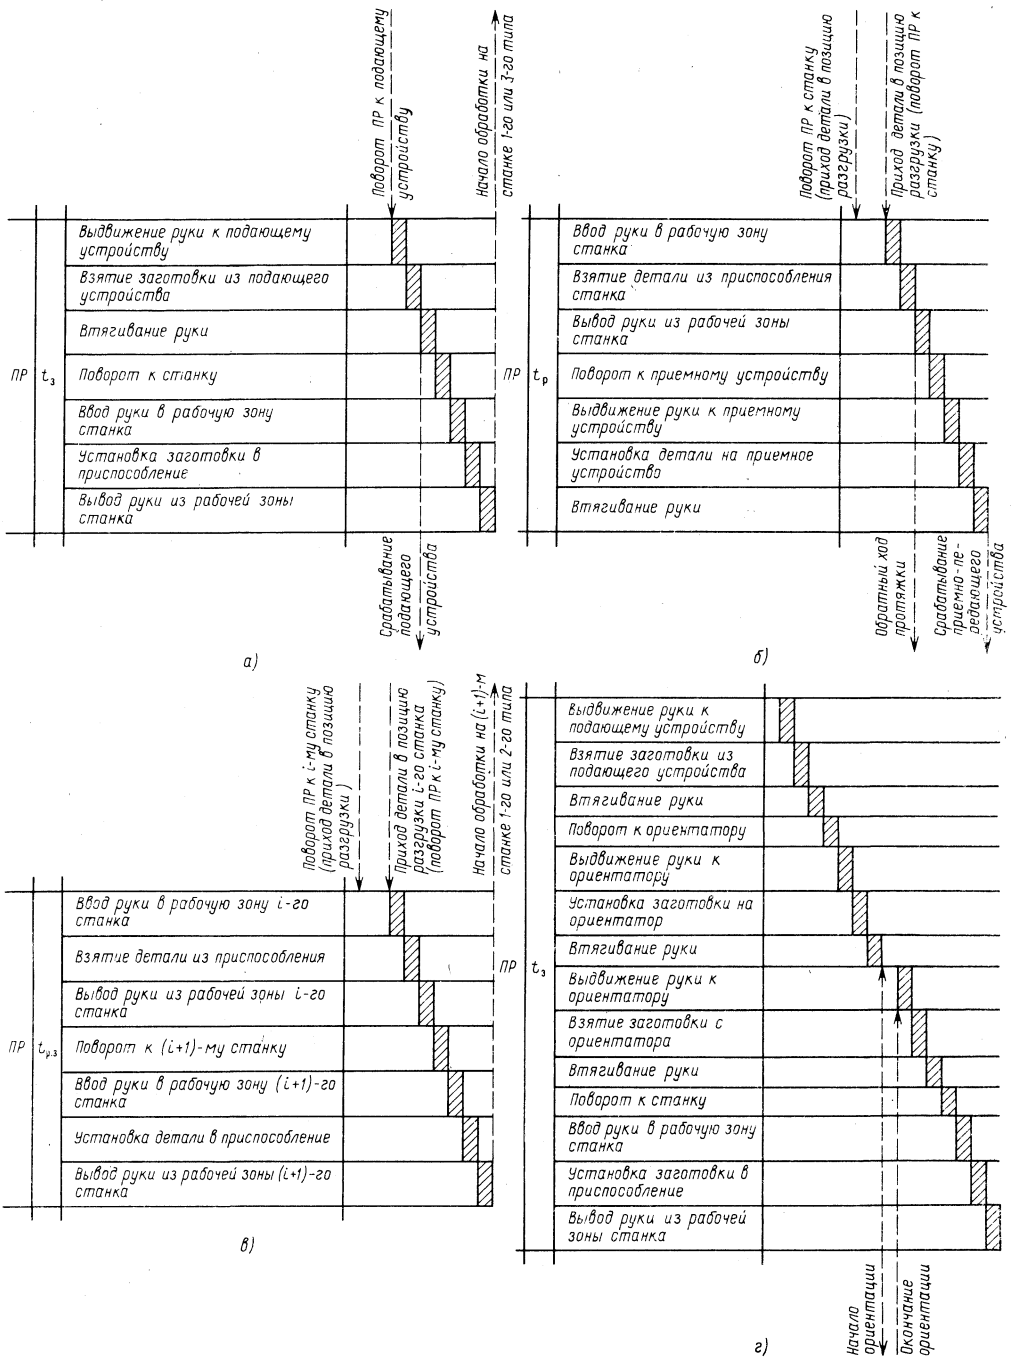 Поворот ПР к подающему
устройству
Начало обработки на
станке 1-го или 3-го типа
ПР
t₃
Выдвижение руки к подающему
устройству
Взятие заготовки из подающего
устройства
Втягивание руки
Поворот к станку
Ввод руки в рабочую зону
станка
Установка заготовки в
приспособление
Вывод руки из рабочей зоны
станка
Срабатывание
подающего
устройства
а)
Поворот ПР к станку
(приход детали в позицию
разгрузки)
Приход детали в позицию
разгрузки (поворот ПР к
станку)
ПР
tр
Ввод руки в рабочую зону
станка
Взятие детали из приспособления
станка
Вывод руки из рабочей зоны
станка
Поворот к приемному устройству
Выдвижение руки к приемному
устройству
Установка детали на приемное
устройство
Втягивание руки
Обратный ход
протяжки
Срабатывание
приемно-пе-
редающего
устройства
б)
Поворот ПР к i-му станку
(приход детали в позицию
разгрузки)
Приход детали в позицию
разгрузки i-го станка
(поворот ПР к i-му станку)
Начало обработки на (i+1)-м
станке 1-го или 2-го типа
ПР
tр.з
Ввод руки в рабочую зону i-го
станка
Взятие детали из приспособления
Вывод руки из рабочей зоны i-го
станка
Поворот к (i+1)-му станку
Ввод руки в рабочую зону (i+1)-го
станка
Установка детали в приспособление
Вывод руки из рабочей зоны (i+1)-го
станка
в)
ПР
t₃
Выдвижение руки к
подающему устройству
Взятие заготовки из
подающего устройства
Втягивание руки
Поворот к ориентатору
Выдвижение руки к
ориентатору
Установка заготовки на
ориентатор
Втягивание руки
Выдвижение руки к
ориентатору
Взятие заготовки с
ориентатора
Втягивание руки
Поворот к станку
Ввод руки в рабочую зону
станка
Установка заготовки в
приспособление
Вывод руки из рабочей
зоны станка
Начало
ориентации
Окончание
ориентации
г)